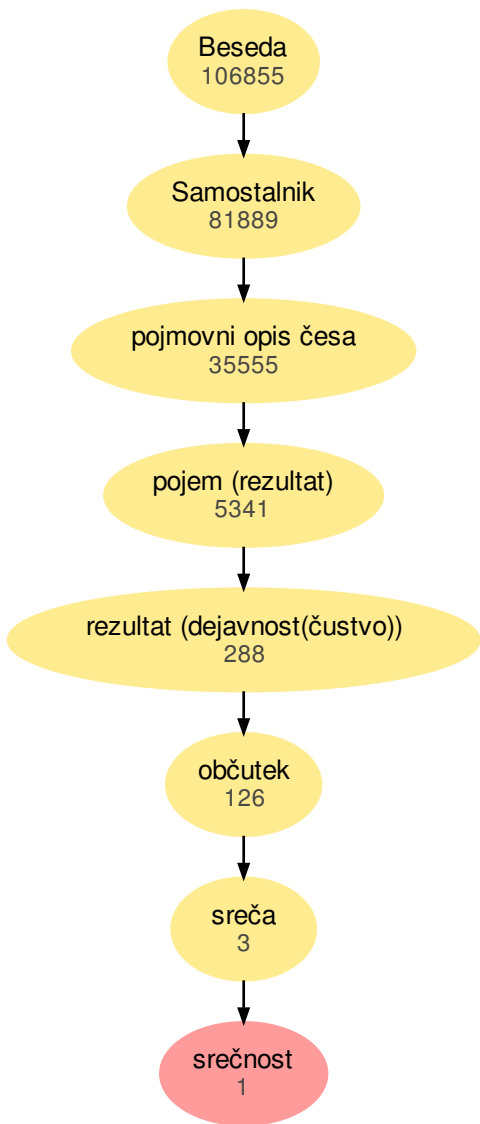 Beseda
106855
Samostalnik
81889
pojmovni opis česa
35555
pojem (rezultat)
5341
rezultat (dejavnost(čustvo))
288
občutek
126
sreča
3
srečnost
1